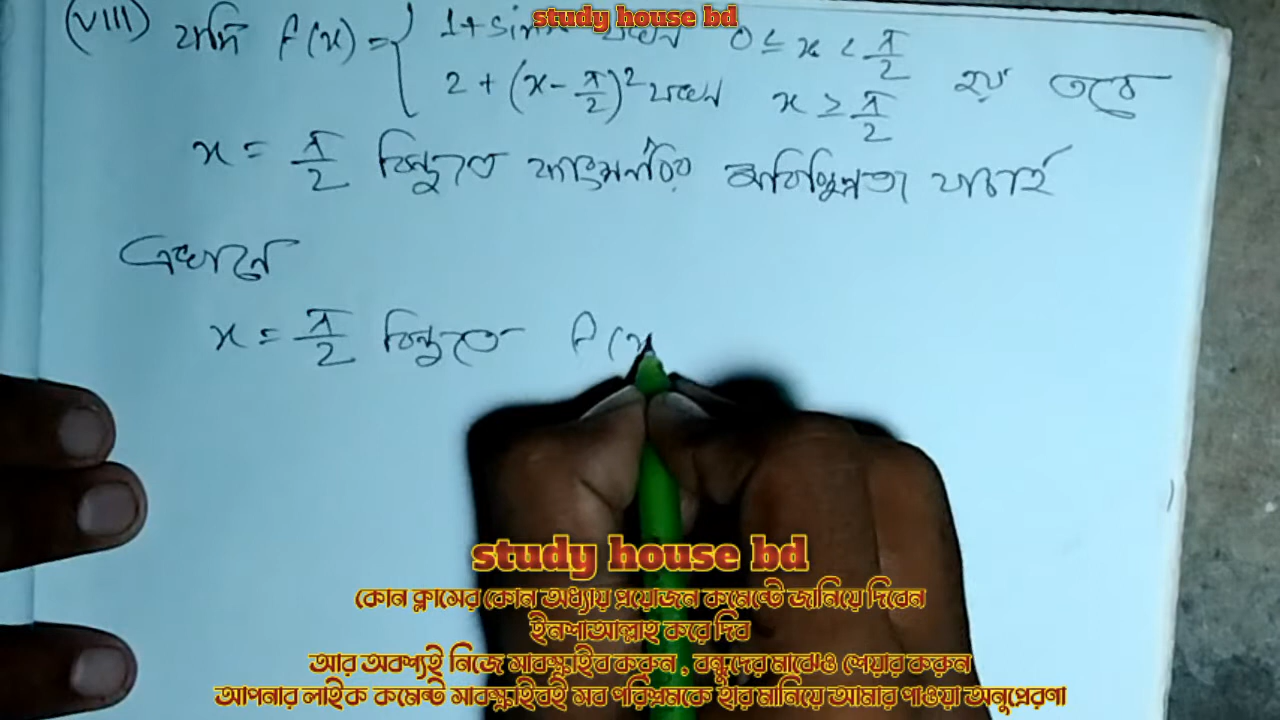 study house bd
(VIII) যদি f(x) = { 1+sinx যখন 0 ≤ x < π/2
2 + (x - π/2)² যখন x ≥ π/2 হয় তবে
x = π/2 বিন্দুতে ফাংশনটির অবিচ্ছিন্নতা যাচাই
এখানে
x = π/2 বিন্দুতে f(x
study house bd
কোন ক্লাসের কোন অধ্যায় প্রয়োজন কমেন্টে জানিয়ে দিবেন
ইনশাআল্লাহ করে দিব
আর অবশ্যই নিজে সাবস্ক্রাইব করুন , বন্ধুদের মাঝেও শেয়ার করুন
আপনার লাইক কমেন্ট সাবস্ক্রাইবই সব পরিশ্রমকে হার মানিয়ে আমার পাওয়া অনুপ্রেরণা